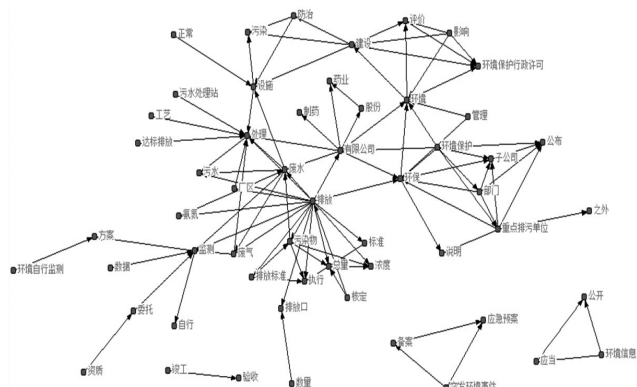 防治
正常
污染
评价
影响
建设
环境保护行政许可
设施
药业
污水处理站
环境
制药
股份
管理
工艺
处理
达标排放
有限公司
环境保护
公布
子公司
污水
废水
环保
厂区
部门
排放
之外
氨氮
重点排污单位
方案
污染物
标准
监测
废气
说明
环境自行监测
数据
总量
浓度
排放标准
执行
公开
核定
委托
排放口
应急预案
自行
备案
环境信息
应当
资质
竣工
验收
数量
突发环境事件